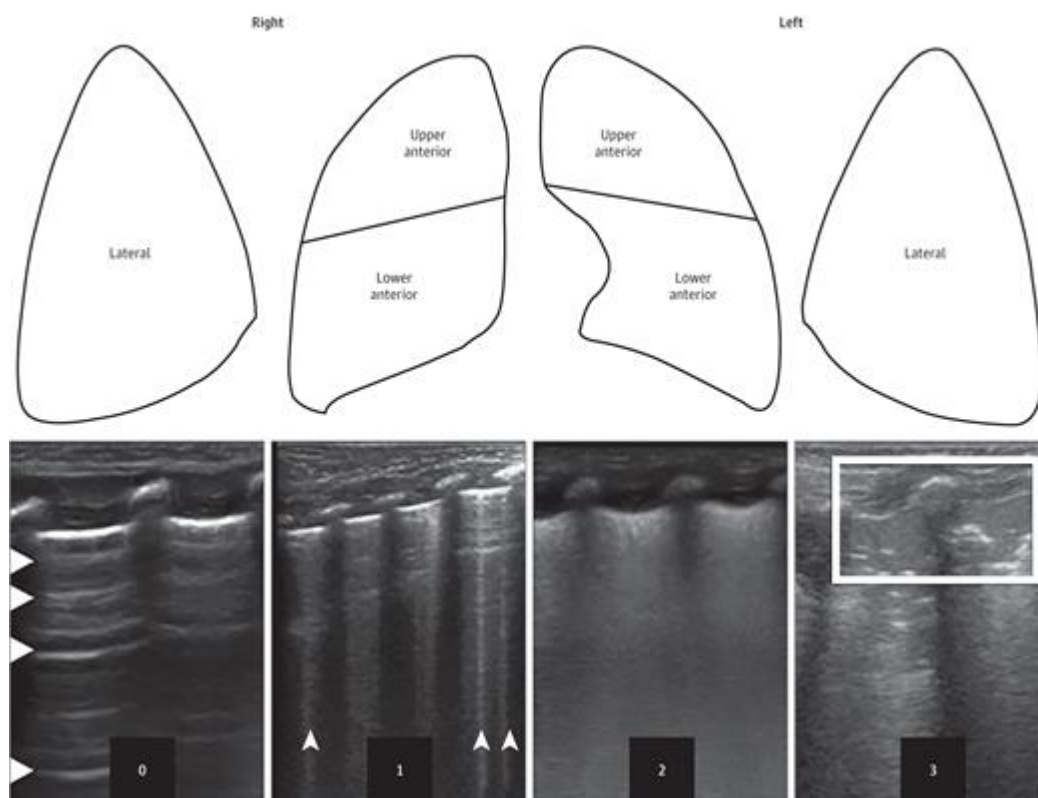 Right
Left
Lateral
Upper
anterior
Lower
anterior
Upper
anterior
Lower
anterior
Lateral
0
1
2
3